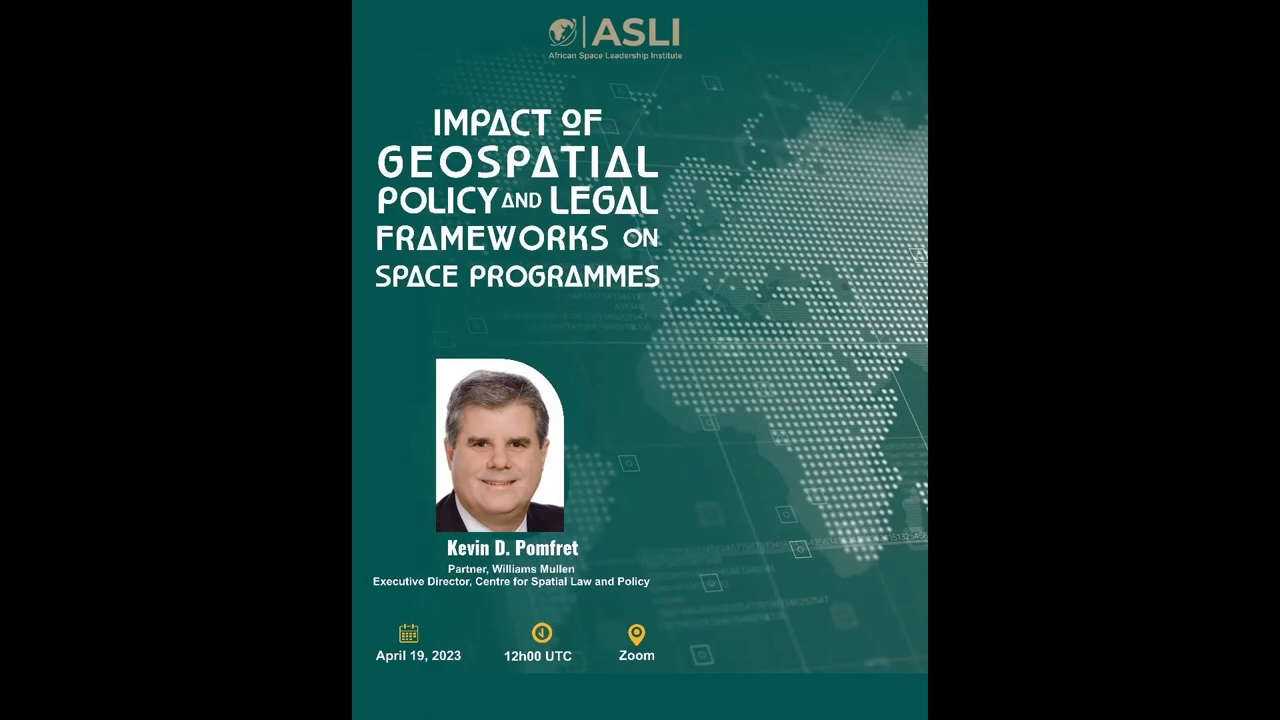 ASLI
African Space Leadership Institute
IMPACT OF
GEOSPATIAL
POLICY AND LEGAL
FRAMEWORKS ON
SPACE PROGRAMMES
Kevin D. Pomfret
Partner, Williams Mullen
Executive Director, Centre for Spatial Law and Policy
April 19, 2023
12h00 UTC
Zoom